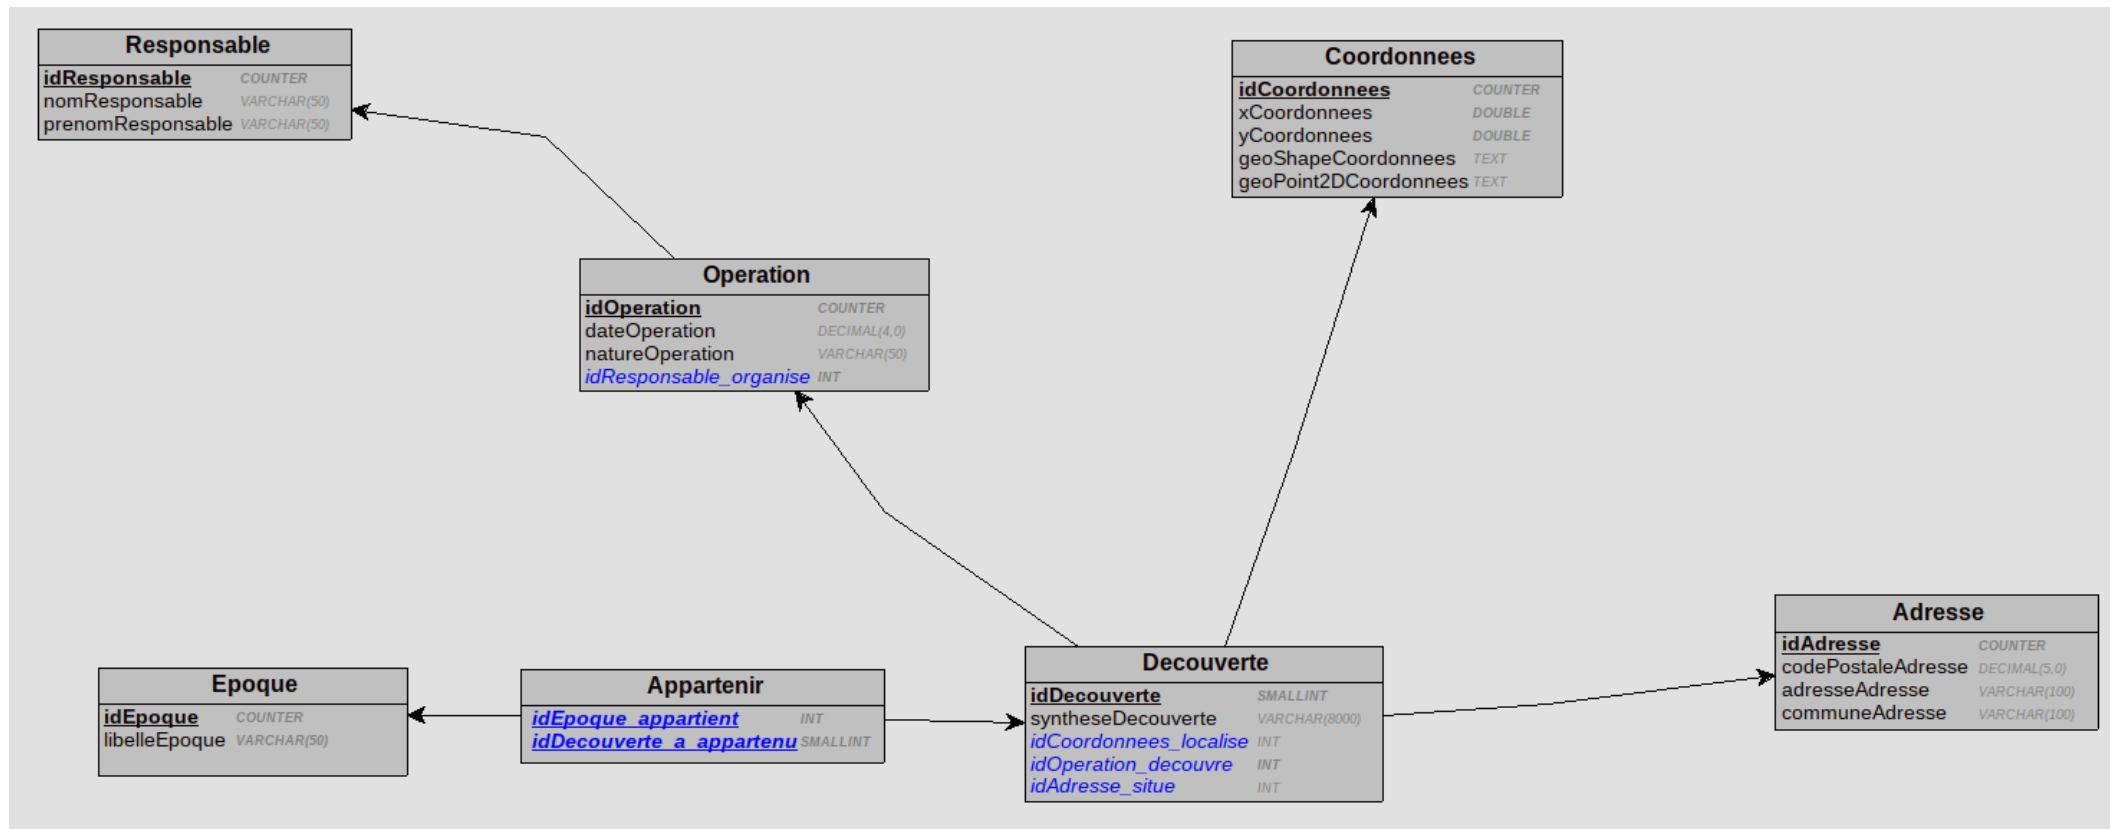 Responsable
idResponsable COUNTER
nomResponsable VARCHAR(50)
prenomResponsable VARCHAR(50)
Coordonnees
idCoordonnees COUNTER
xCoordonnees DOUBLE
yCoordonnees DOUBLE
geoShapeCoordonnees TEXT
geoPoint2DCoordonnees TEXT
Operation
idOperation COUNTER
dateOperation DECIMAL(4,0)
natureOperation VARCHAR(50)
idResponsable_organise INT
Epoque
idEpoque COUNTER
libelleEpoque VARCHAR(50)
Appartenir
idEpoque_appartient INT
idDecouverte_a_appartenu SMALLINT
Decouverte
idDecouverte SMALLINT
syntheseDecouverte VARCHAR(8000)
idCoordonnees_localise INT
idOperation_decouvre INT
idAdresse_situe INT
Adresse
idAdresse COUNTER
codePostaleAdresse DECIMAL(5,0)
adresseAdresse VARCHAR(100)
communeAdresse VARCHAR(100)